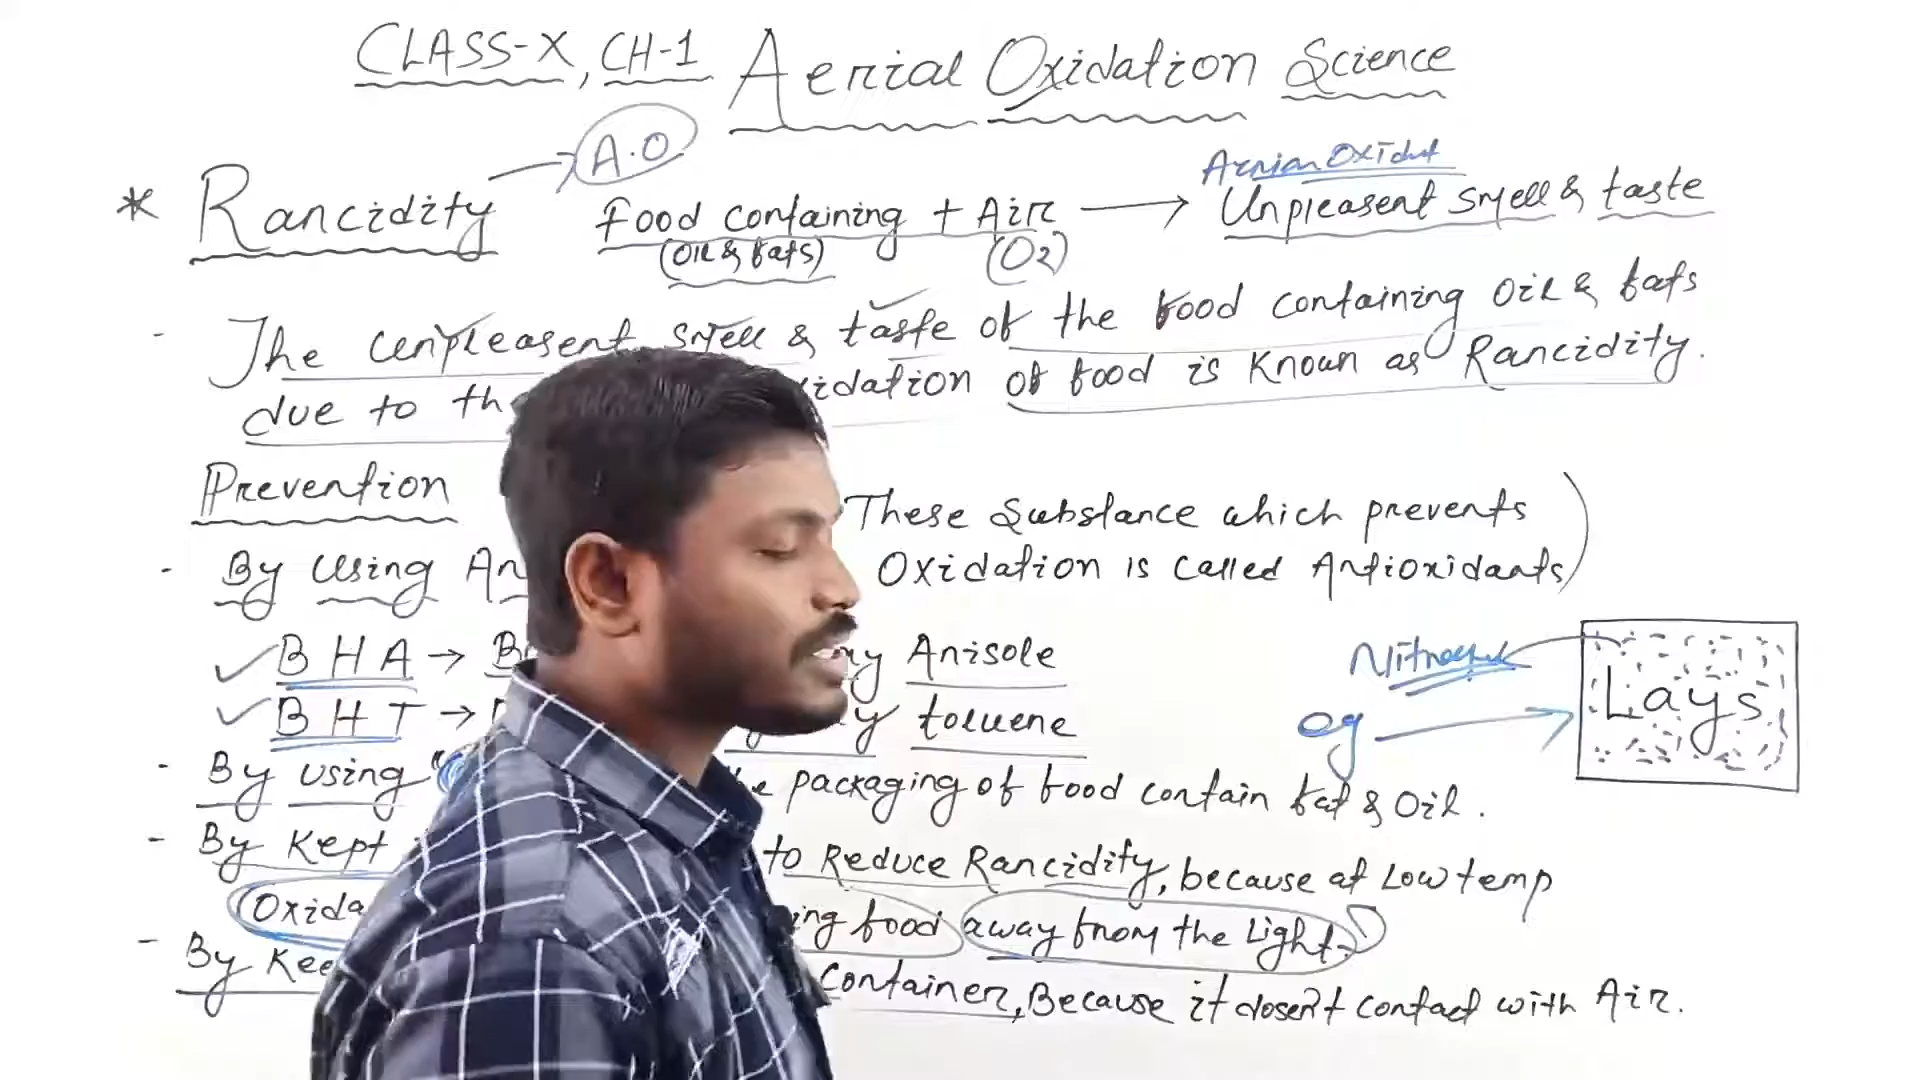 CLASS-X, CH-1 Aerial Oxidation Science
* Rancidity → A.O
Aerial Oxidat
Food containing + Air → Unpleasent smell & taste
(Oil & fats) (O2)
- The unpleasent smell & taste of the food containing oil & fats
due to th idation of food is known as Rancidity.
Prevention
These Substance which prevents
- By Using An Oxidation is called Antioxidants)
BHA → B Anisole
Nitrogen
BHT → toluene
eg → Lays
- By using packaging of food contain fat & oil.
- By Kept to Reduce Rancidity, because at Low temp
Oxida ing food away from the Light.
- By Kee Container, Because it dosen't contact with Air.